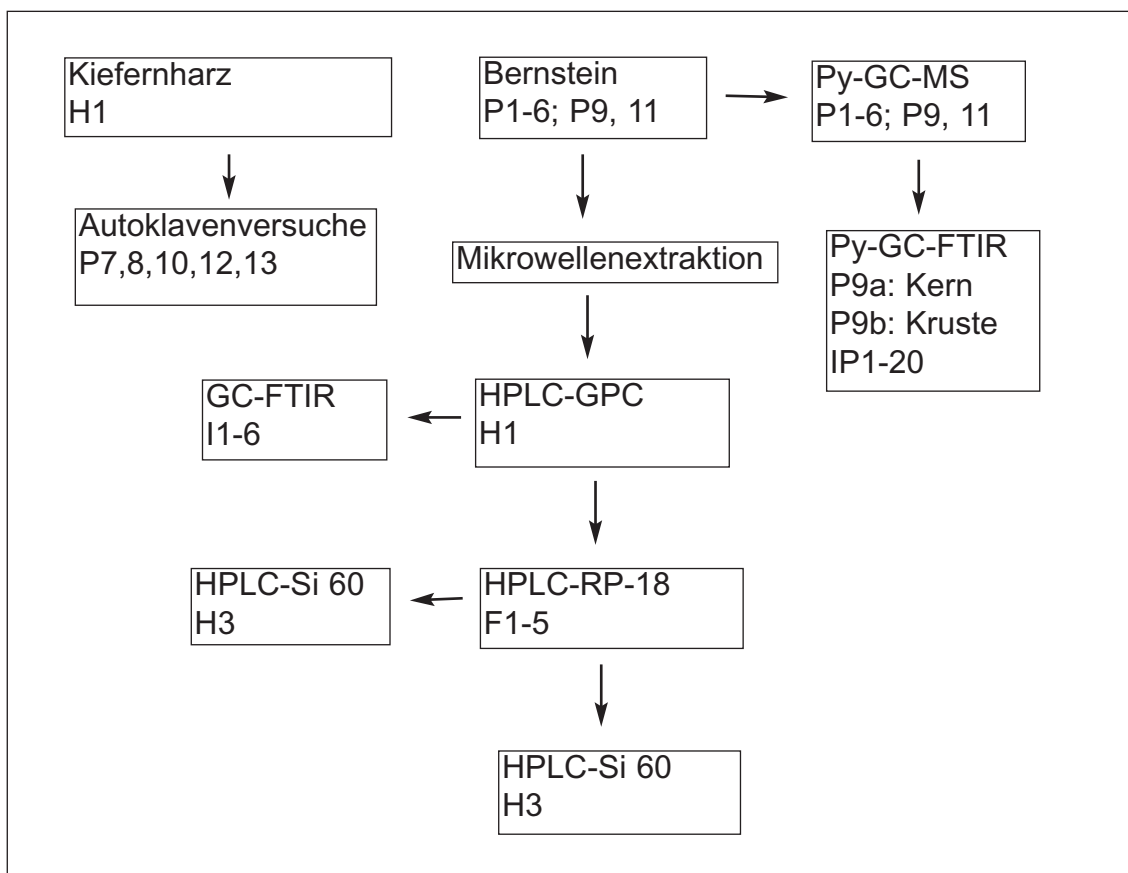 Kiefernharz
H1
Bernstein
P1-6; P9, 11
Py-GC-MS
P1-6; P9, 11
Autoklavenversuche
P7,8,10,12,13
Mikrowellenextraktion
Py-GC-FTIR
P9a: Kern
P9b: Kruste
IP1-20
GC-FTIR
I1-6
HPLC-GPC
H1
HPLC-Si 60
H3
HPLC-RP-18
F1-5
HPLC-Si 60
H3